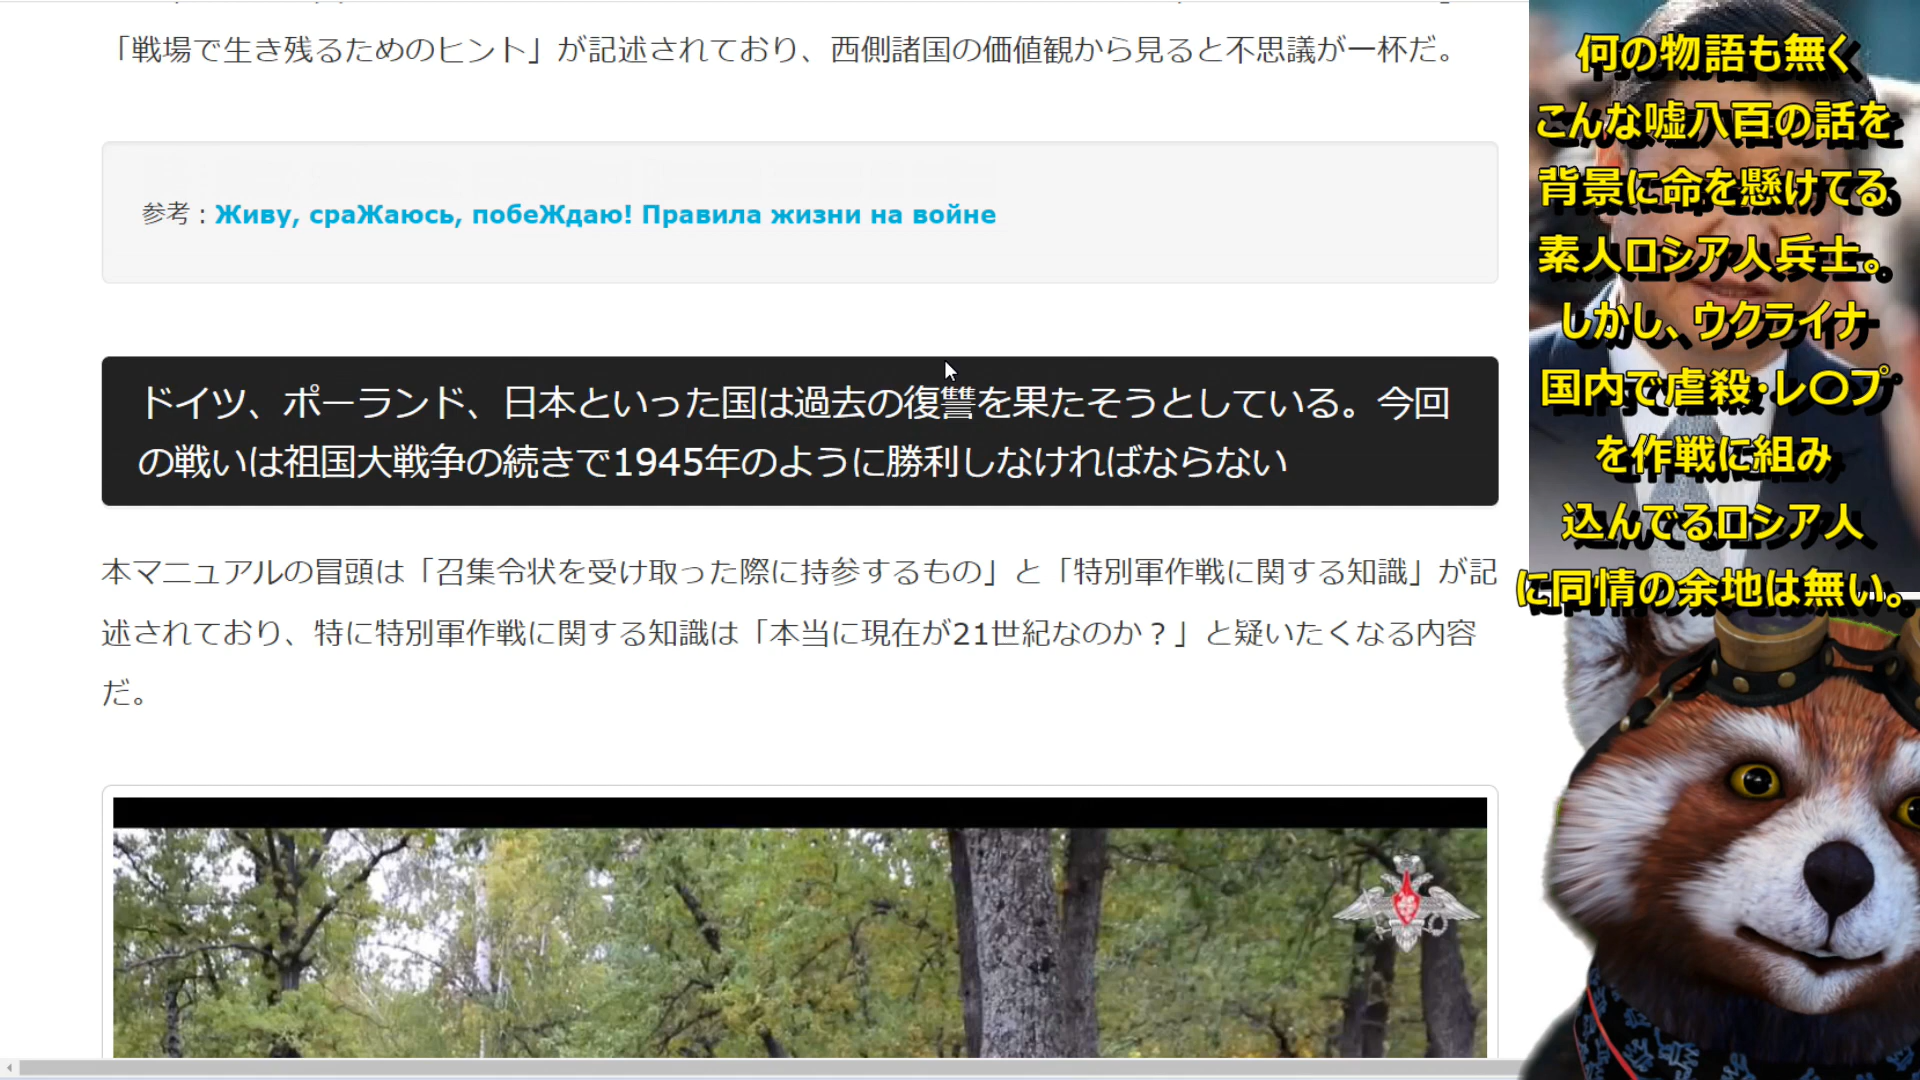 「戦場で生き残るためのヒント」が記述されており、西側諸国の価値観から見ると不思議が一杯だ。
参考：Живу, сраЖаюсь, побеЖдаю! Правила жизни на войне
ドイツ、ポーランド、日本といった国は過去の復讐を果たそうとしている。今回
の戦いは祖国大戦争の続きで1945年のように勝利しなければならない
本マニュアルの冒頭は「召集令状を受け取った際に持参するもの」と「特別軍作戦に関する知識」が記
述されており、特に特別軍作戦に関する知識は「本当に現在が21世紀なのか？」と疑いたくなる内容
だ。
何の物語も無く
こんな嘘八百の話を
背景に命を懸けてる
素人ロシア人兵士。
しかし、ウクライナ
国内で虐殺･レ〇プ
を作戦に組み
込んでるロシア人
に同情の余地は無い。